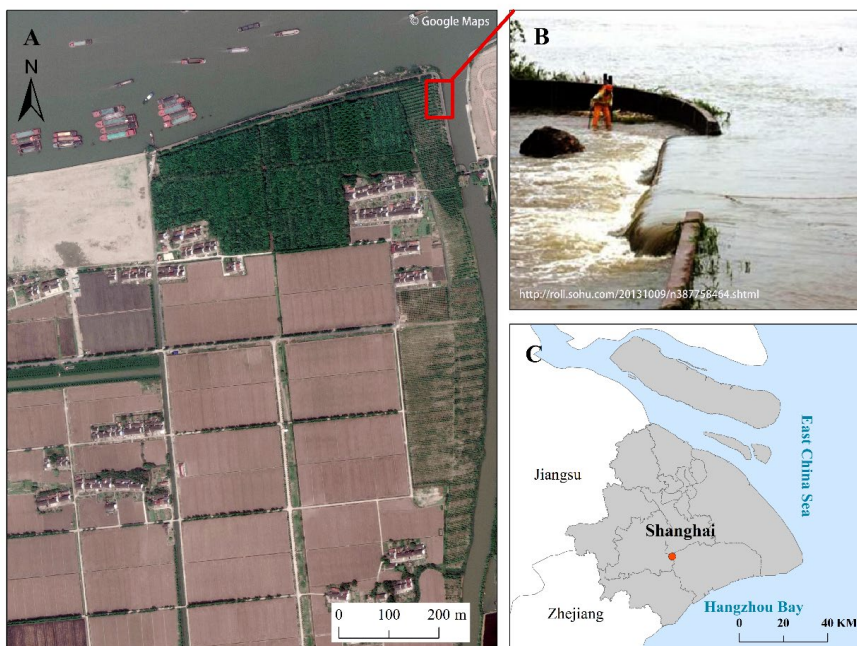 © Google Maps
A
N
0 100 200 m
B
http://roll.sohu.com/20131009/n387758464.shtml
C
Jiangsu
East China Sea
Shanghai
Zhejiang
Hangzhou Bay
0 20 40 KM